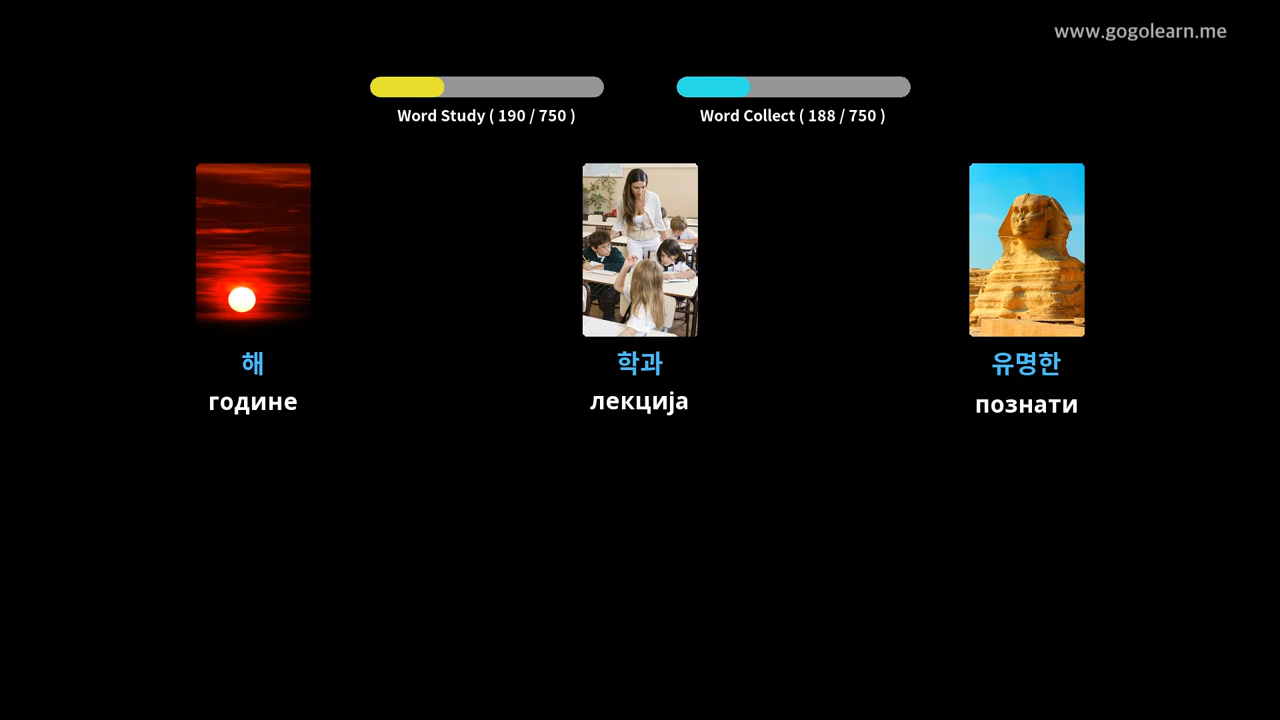 www.gogolearn.me
Word Study ( 190 / 750 )
Word Collect ( 188 / 750 )
해
학과
유명한
године
лекција
познати